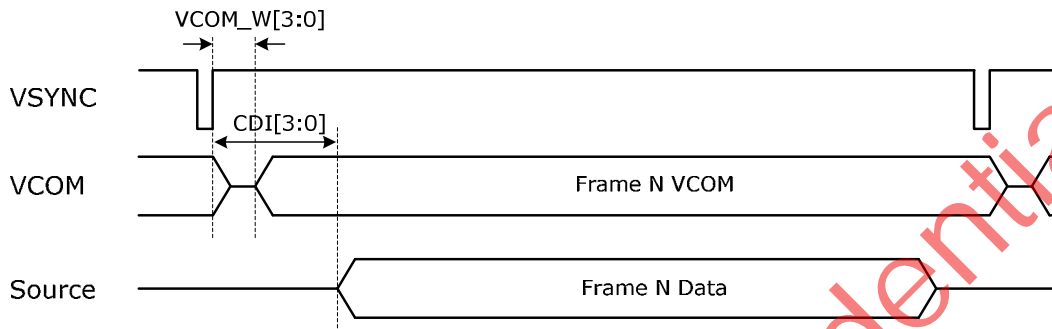 VCOM_W[3:0]
VSYNC
CDI[3:0]
VCOM
Frame N VCOM
Source
Frame N Data